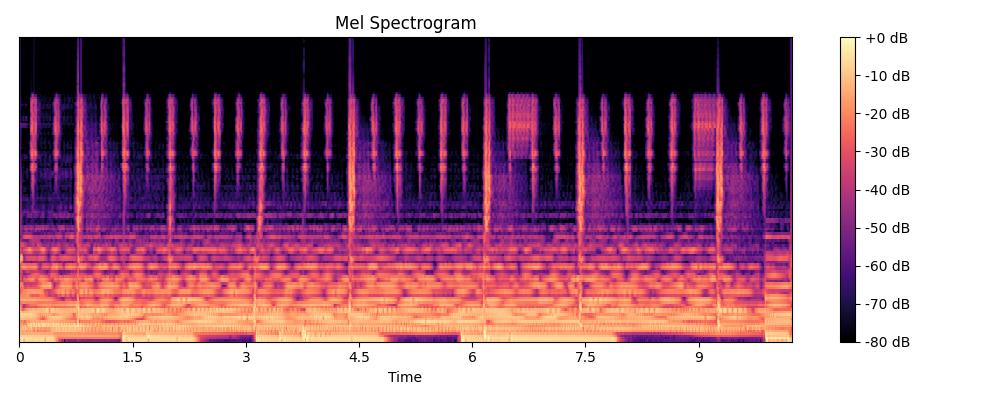 Mel Spectrogram
+0 dB
-10 dB
-20 dB
-30 dB
-40 dB
-50 dB
-60 dB
-70 dB
-80 dB
0 1.5 3 4.5 6 7.5 9
Time